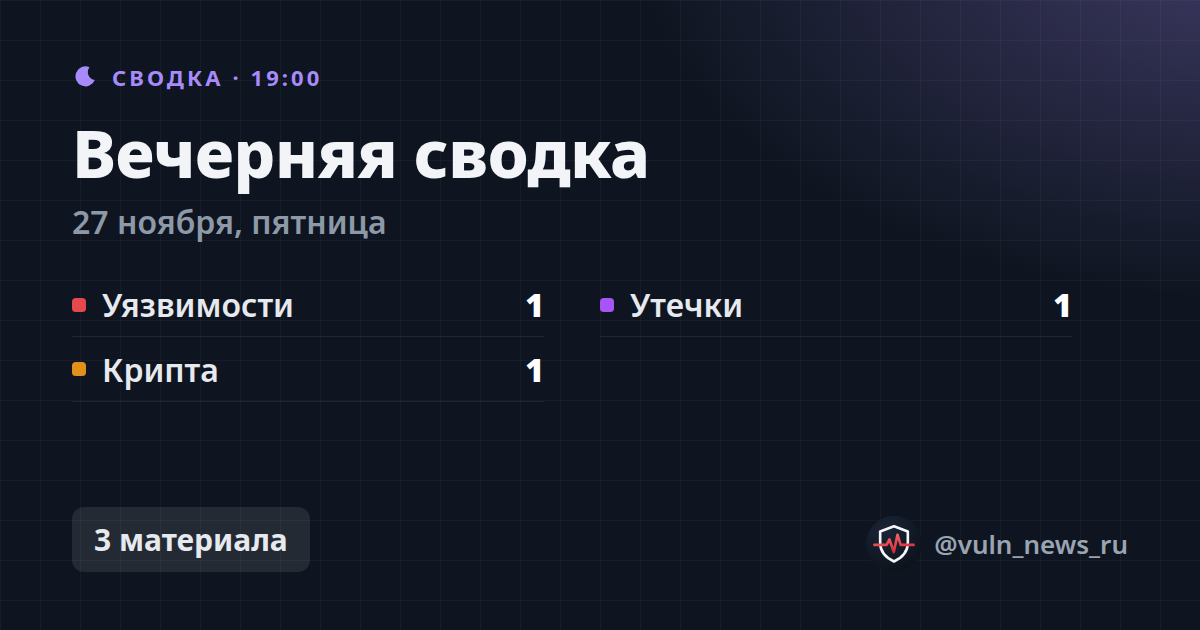 СВОДКА · 19:00
Вечерняя сводка
27 ноября, пятница
Уязвимости 1
Утечки 1
Крипта 1
3 материала
@vuln_news_ru